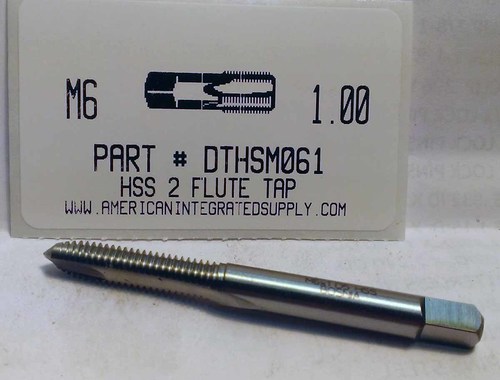 M6 1.00
PART # DTHSM061
HSS 2 FLUTE TAP
WWW.AMERICANINTEGRATEDSUPPLY.COM